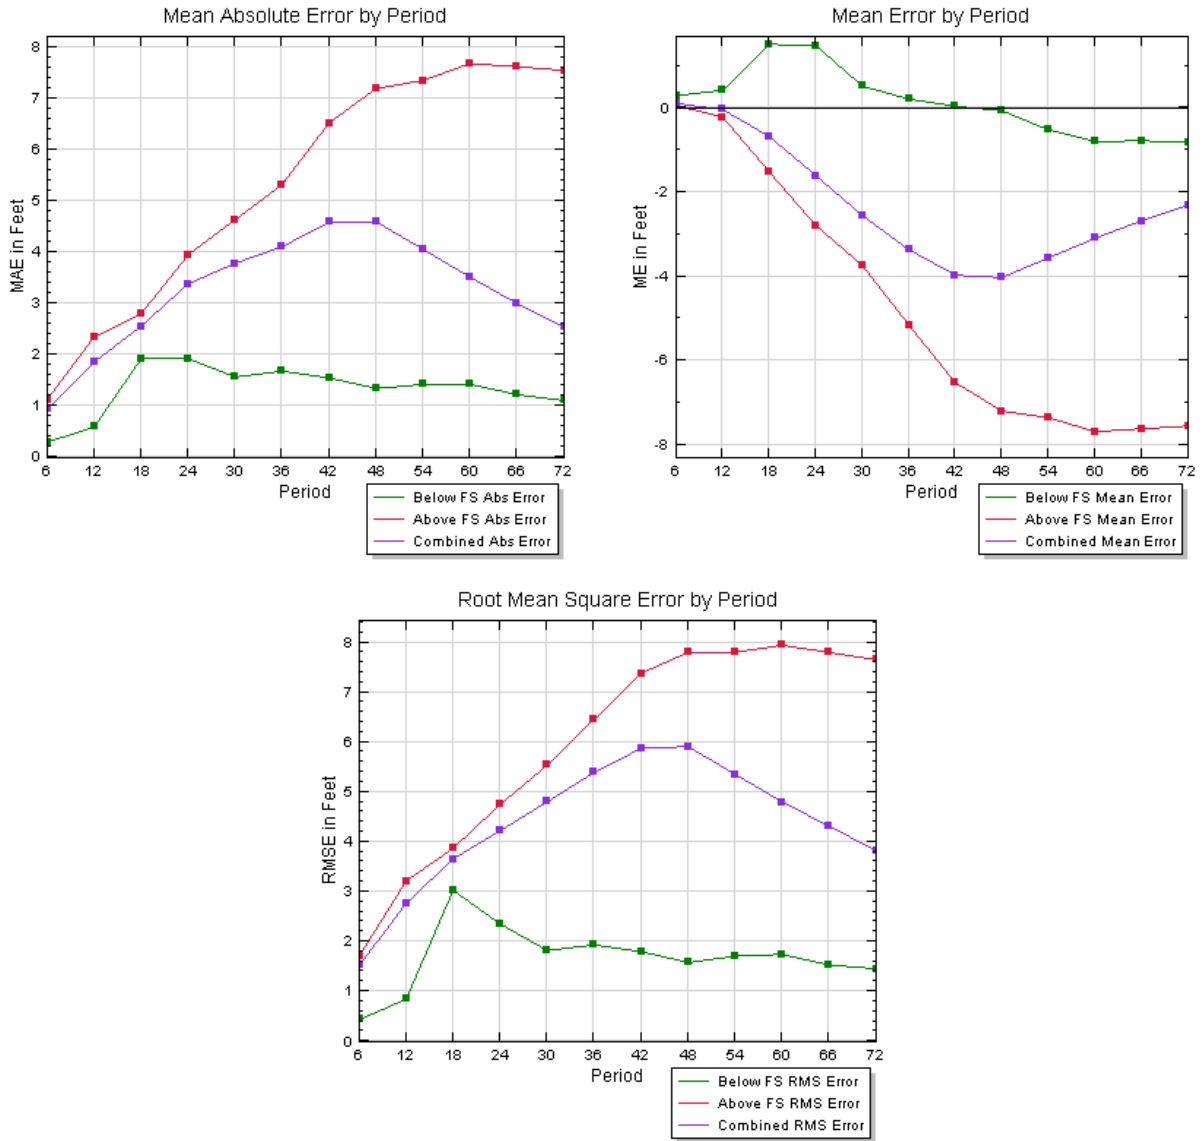 Mean Absolute Error by Period
8
7
6
5
4
3
2
1
0
MAE in Feet
6 12 18 24 30 36 42 48 54 60 66 72
Period
Below FS Abs Error
Above FS Abs Error
Combined Abs Error
Mean Error by Period
0
-2
-4
-6
-8
ME in Feet
6 12 18 24 30 36 42 48 54 60 66 72
Period
Below FS Mean Error
Above FS Mean Error
Combined Mean Error
Root Mean Square Error by Period
8
7
6
5
4
3
2
1
0
RMSE in Feet
6 12 18 24 30 36 42 48 54 60 66 72
Period
Below FS RMS Error
Above FS RMS Error
Combined RMS Error